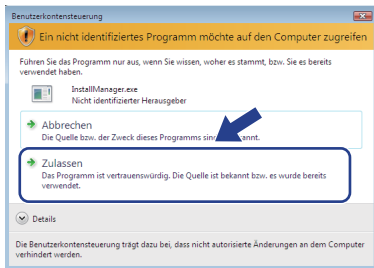 Benutzerkontensteuerung
Ein nicht identifiziertes Programm möchte auf den Computer zugreifen
Führen Sie das Programm nur aus, wenn Sie wissen, woher es stammt, bzw. Sie es bereits
verwendet haben.
InstallManager.exe
Nicht identifizierter Herausgeber
Abbrechen
Die Quelle bzw. der Zweck dieses Programms sind
Zulassen
Das Programm ist vertrauenswürdig. Die Quelle ist bekannt bzw. es wurde bereits
verwendet.
Details
Die Benutzerkontensteuerung trägt dazu bei, dass nicht autorisierte Änderungen an dem Computer
verhindert werden.